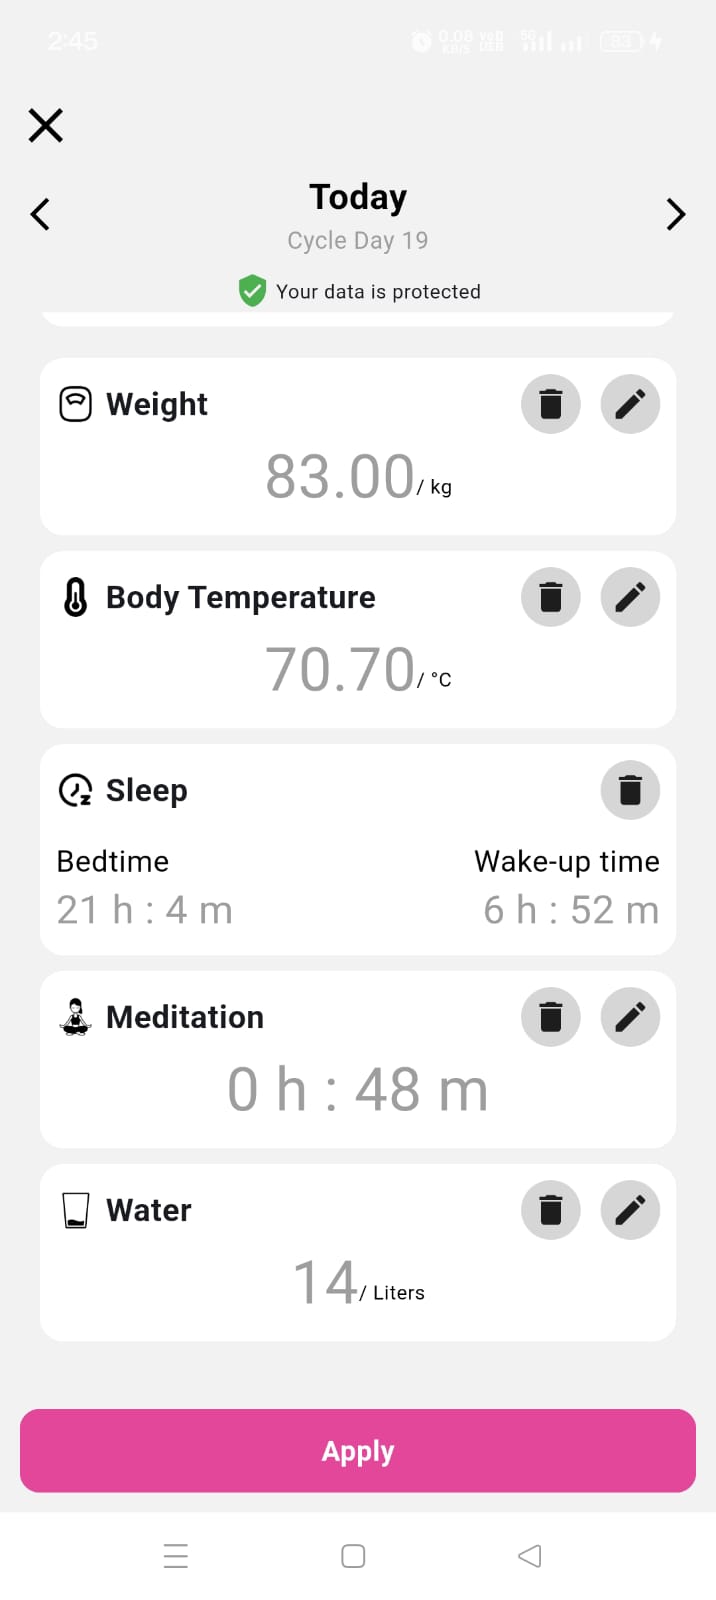 2:45
0.08 KB/S
5G
83
Today
Cycle Day 19
Your data is protected
Weight
83.00/ kg
Body Temperature
70.70/ °C
Sleep
Bedtime Wake-up time
21 h : 4 m 6 h : 52 m
Meditation
0 h : 48 m
Water
14/ Liters
Apply